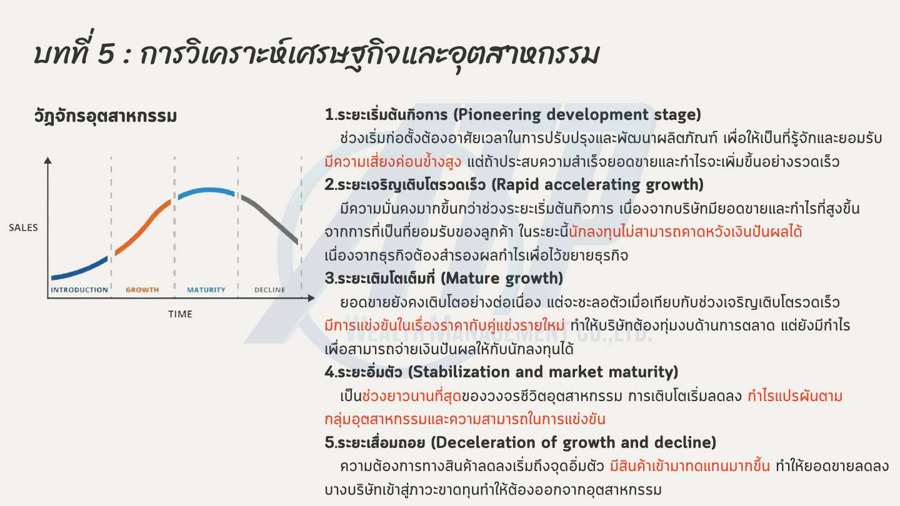 บทที่ 5 : การวิเคราะห์เศรษฐกิจและอุตสาหกรรม
วัฎจักรอุตสาหกรรม
SALES
INTRODUCTION
GROWTH
MATURITY
DECLINE
TIME
1.ระยะเริ่มต้นกิจการ (Pioneering development stage)
ช่วงเริ่มก่อตั้งต้องอาศัยเวลาในการปรับปรุงและพัฒนาผลิตภัณฑ์ เพื่อให้เป็นที่รู้จักและยอมรับ
มีความเสี่ยงค่อนข้างสูง แต่ถ้าประสบความสำเร็จยอดขายและกำไรจะเพิ่มขึ้นอย่างรวดเร็ว
2.ระยะเจริญเติบโตรวดเร็ว (Rapid accelerating growth)
มีความมั่นคงมากขึ้นกว่าช่วงระยะเริ่มต้นกิจการ เนื่องจากบริษัทมียอดขายและกำไรที่สูงขึ้น
จากการที่เป็นที่ยอมรับของลูกค้า ในระยะนี้นักลงทุนไม่สามารถคาดหวังเงินปันผลได้
เนื่องจากธุรกิจต้องสำรองผลกำไรเพื่อไว้ขยายธุรกิจ
3.ระยะเติมโตเต็มที่ (Mature growth)
ยอดขายยังคงเติบโตอย่างต่อเนื่อง แต่จะชะลอตัวเมื่อเทียบกับช่วงเจริญเติบโตรวดเร็ว
มีการแข่งขันในเรื่องราคากับคู่แข่งรายใหม่ ทำให้บริษัทต้องทุ่มงบด้านการตลาด แต่ยังมีกำไร
เพื่อสามารถจ่ายเงินปันผลให้กับนักลงทุนได้
4.ระยะอิ่มตัว (Stabilization and market maturity)
เป็นช่วงยาวนานที่สุดของวงจรชีวิตอุตสาหกรรม การเติบโตเริ่มลดลง กำไรแปรผันตาม
กลุ่มอุตสาหกรรมและความสามารถในการแข่งขัน
5.ระยะเสื่อมถอย (Deceleration of growth and decline)
ความต้องการทางสินค้าลดลงเริ่มถึงจุดอิ่มตัว มีสินค้าเข้ามาทดแทนมากขึ้น ทำให้ยอดขายลดลง
บางบริษัทเข้าสู่ภาวะขาดทุนทำให้ต้องออกจากอุตสาหกรรม